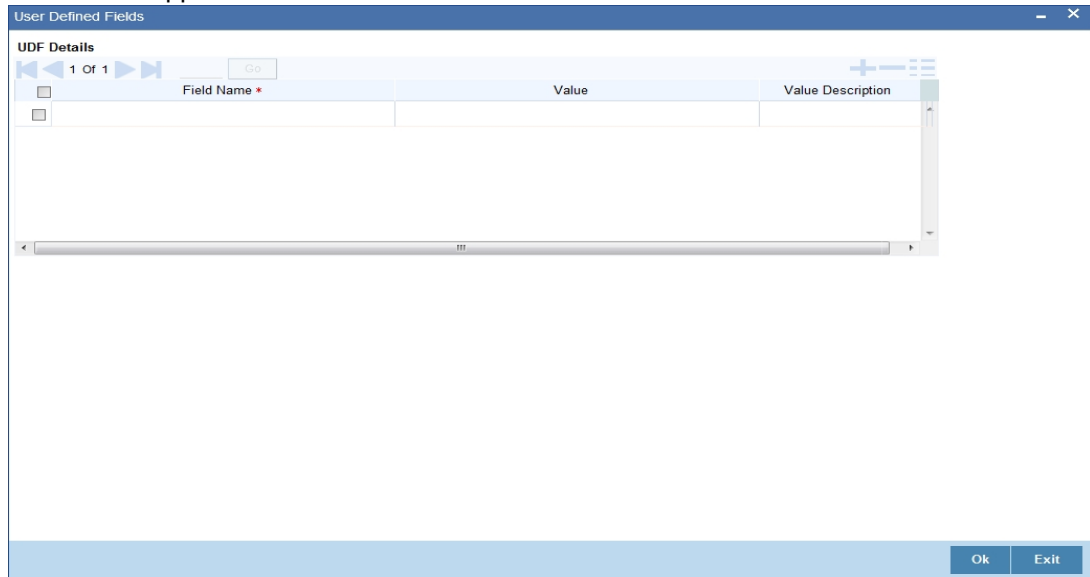 User Defined Fields
UDF Details
1 Of 1 Go
Field Name * Value Value Description
Ok Exit